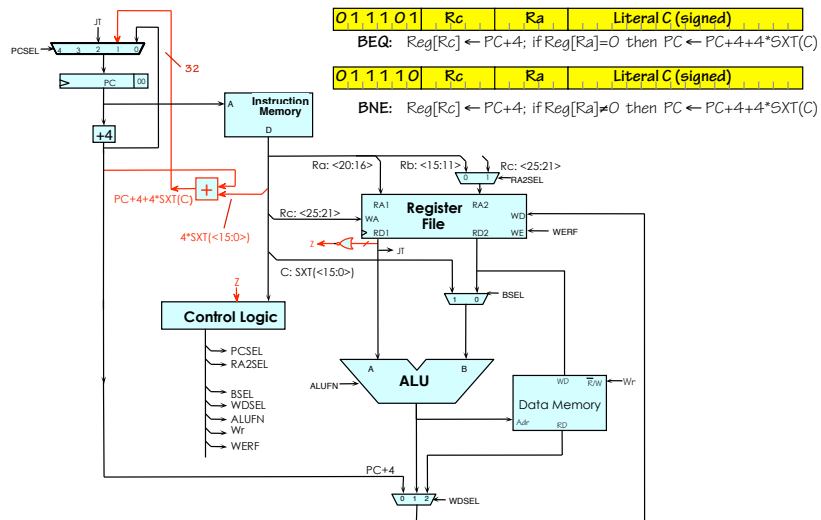 011101 Rc Ra Literal C (signed)
BEQ: Reg[Rc] ← PC+4; if Reg[Ra]=0 then PC ← PC+4+4*SXT(C)
011110 Rc Ra Literal C (signed)
BNE: Reg[Rc] ← PC+4; if Reg[Ra]≠0 then PC ← PC+4+4*SXT(C)
JT
PCSEL
4 3 2 1 0
32
PC 00
A Instruction
Memory
D
+4
Ra: <20:16>
Rb: <15:11>
Rc: <25:21>
0 1
RA2SEL
+
PC+4+4*SXT(C)
4*SXT(<15:0>)
Rc: <25:21>
RA1 RA2
WA Register WD
File
RD1 RD2 WE
WERF
Z
JT
C: SXT(<15:0>)
Z
1 0
BSEL
Control Logic
PCSEL
RA2SEL
BSEL
WDSEL
ALUFN
Wr
WERF
A B
ALU
ALUFN
WD R/W
Wr
Data Memory
Adr
RD
PC+4
0 1 2
WDSEL